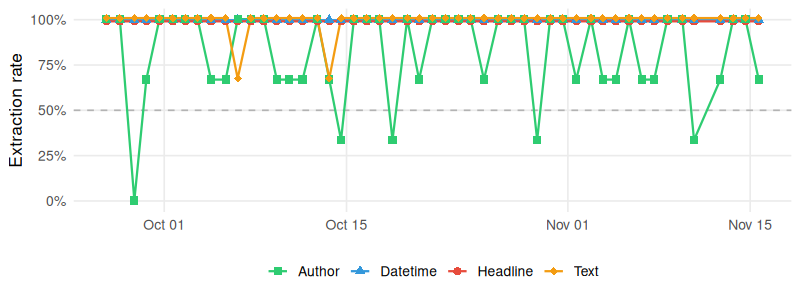 Extraction rate
100%
75%
50%
25%
0%
Oct 01 Oct 15 Nov 01 Nov 15
Author Datetime Headline Text